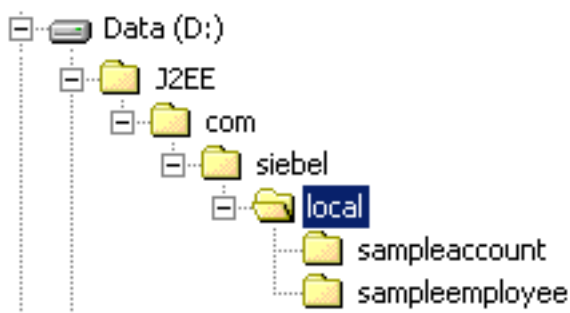 Data (D:)
J2EE
com
siebel
local
sampleaccount
sampleemployee